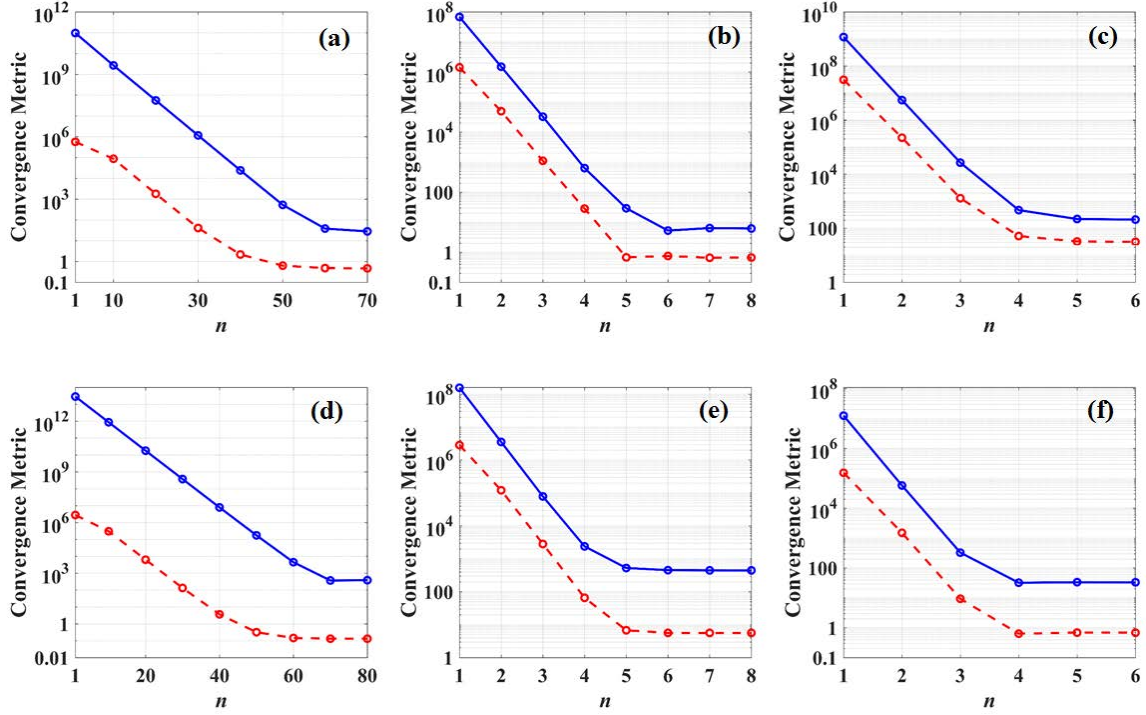 (a)
Convergence Metric
10^12
10^9
10^6
10^3
1
0.1
1 10 30 50 70
n
(b)
Convergence Metric
10^8
10^6
10^4
100
1
0.1
1 2 3 4 5 6 7 8
n
(c)
Convergence Metric
10^10
10^8
10^6
10^4
100
1
1 2 3 4 5 6
n
(d)
Convergence Metric
10^12
10^9
10^6
10^3
1
0.01
1 20 40 60 80
n
(e)
Convergence Metric
10^8
10^6
10^4
100
1
1 2 3 4 5 6 7 8
n
(f)
Convergence Metric
10^8
10^6
10^4
100
1
0.1
1 2 3 4 5 6
n